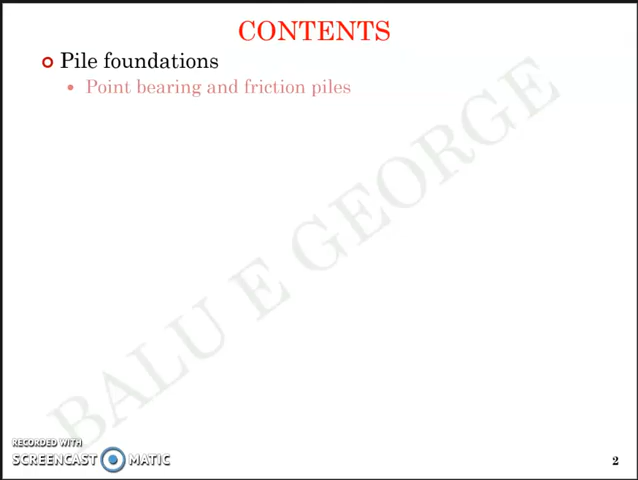 CONTENTS
Pile foundations
Point bearing and friction piles
BALU E GEORGE
RECORDED WITH
SCREENCAST MATIC
2